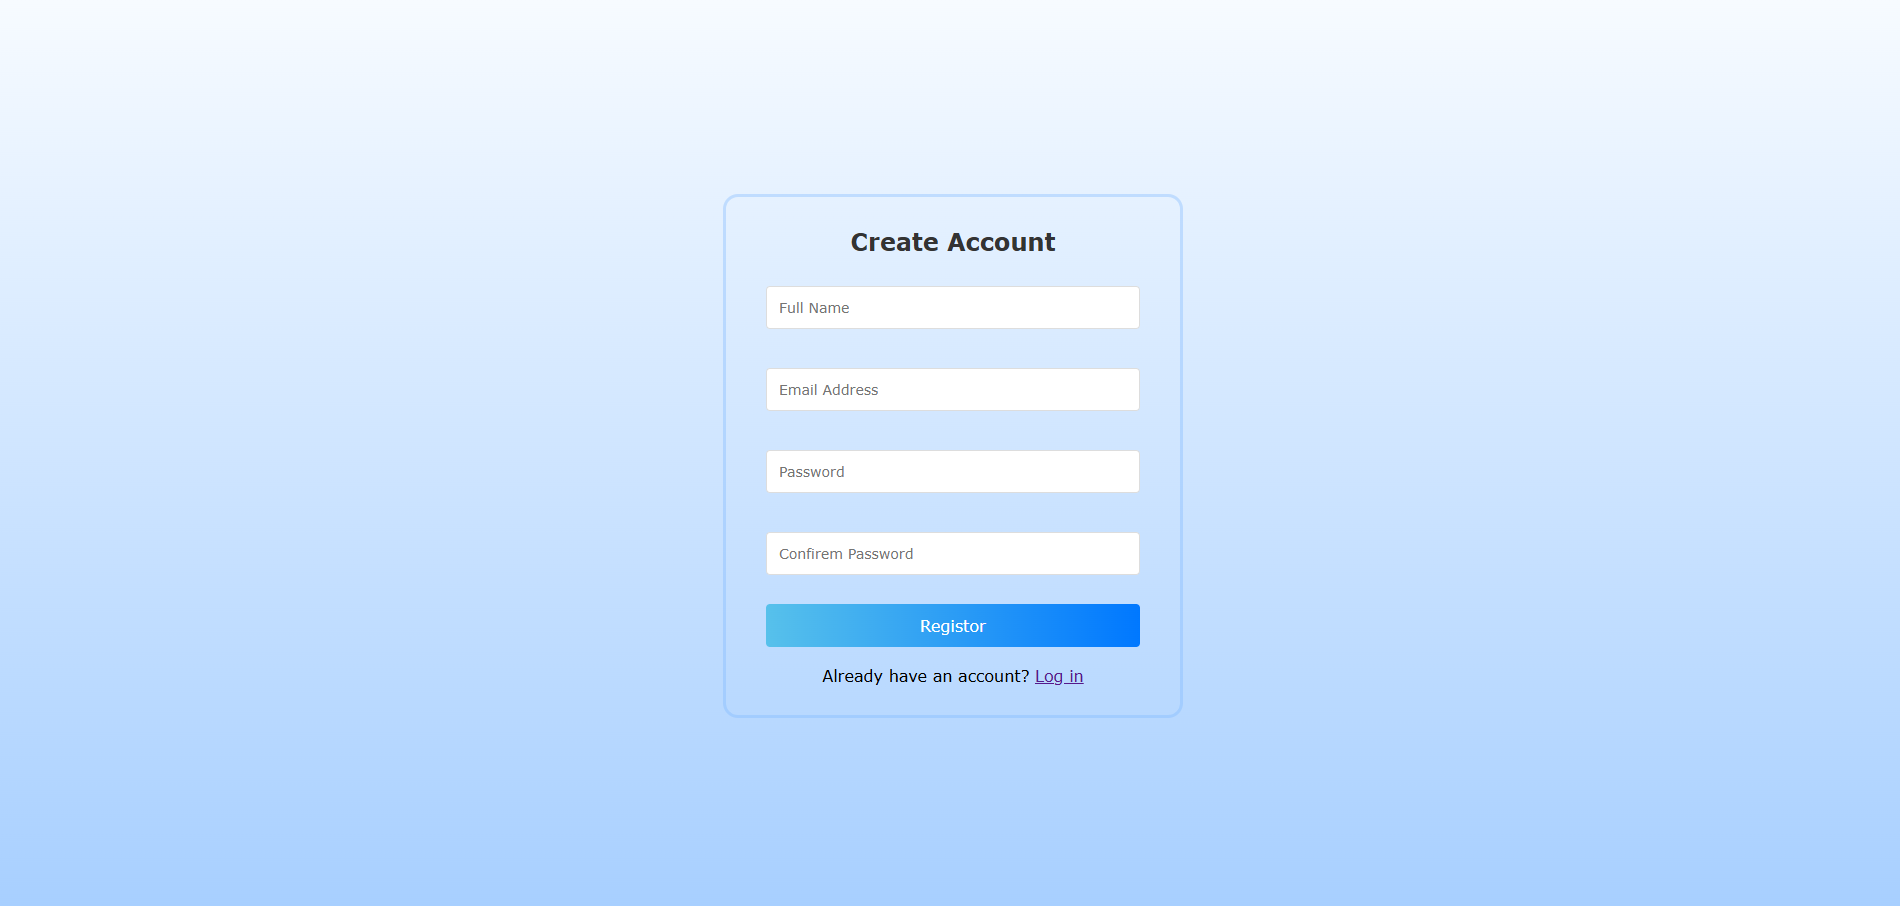 Create Account
Full Name
Email Address
Password
Confirem Password
Registor
Already have an account? Log in